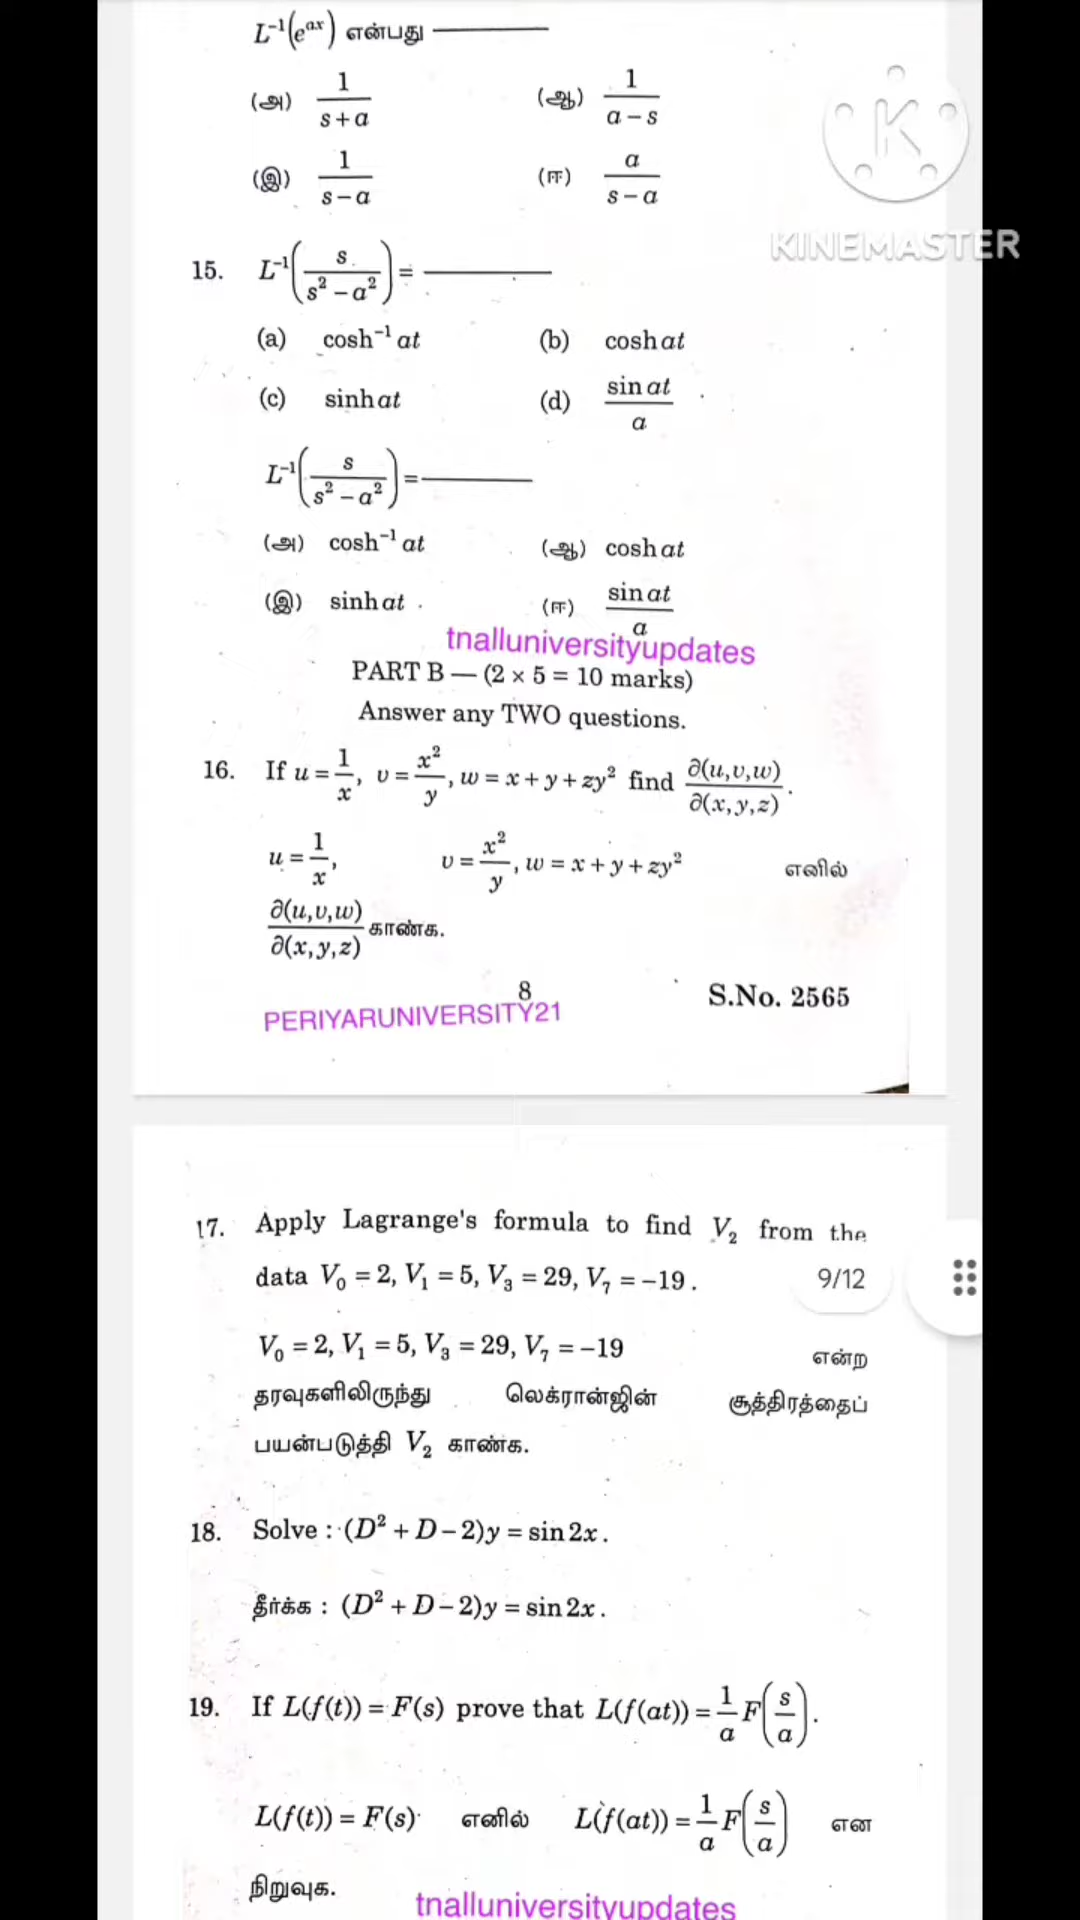 L⁻¹(eᵃˣ) என்பது ———
(அ) 1/(s+a) (ஆ) 1/(a−s)
(இ) 1/(s−a) (ஈ) a/(s−a)
KINEMASTER
15. L⁻¹(s/(s²−a²)) = ———
(a) cosh⁻¹ at (b) cosh at
(c) sinh at (d) sin at/a
L⁻¹(s/(s²−a²)) = ———
(அ) cosh⁻¹ at (ஆ) cosh at
(இ) sinh at (ஈ) sin at/a
tnalluniversityupdates
PART B — (2 × 5 = 10 marks)
Answer any TWO questions.
16. If u = 1/x, v = x²/y, w = x + y + zy² find ∂(u,v,w)/∂(x,y,z).
u = 1/x, v = x²/y, w = x + y + zy² எனில்
∂(u,v,w)/∂(x,y,z) காண்க.
8 S.No. 2565
PERIYARUNIVERSITY21
17. Apply Lagrange's formula to find V₂ from the
data V₀ = 2, V₁ = 5, V₃ = 29, V₇ = −19.
9/12
V₀ = 2, V₁ = 5, V₃ = 29, V₇ = −19 என்ற
தரவுகளிலிருந்து லெக்ரான்ஜின் சூத்திரத்தைப்
பயன்படுத்தி V₂ காண்க.
18. Solve : (D² + D − 2)y = sin 2x.
தீர்க்க : (D² + D − 2)y = sin 2x.
19. If L(f(t)) = F(s) prove that L(f(at)) = 1/a F(s/a).
L(f(t)) = F(s) எனில் L(f(at)) = 1/a F(s/a) என
நிறுவுக.
tnalluniversityupdates